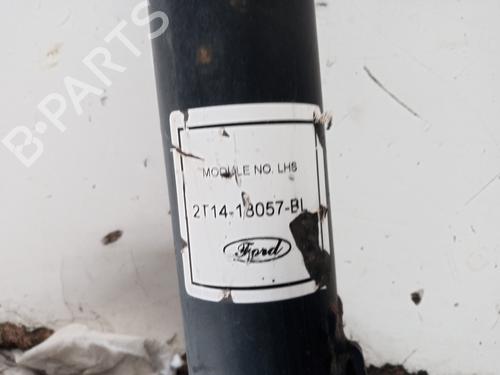 B-PARTS
MODULE NO. LHS
2T14-18057-BL
Ford